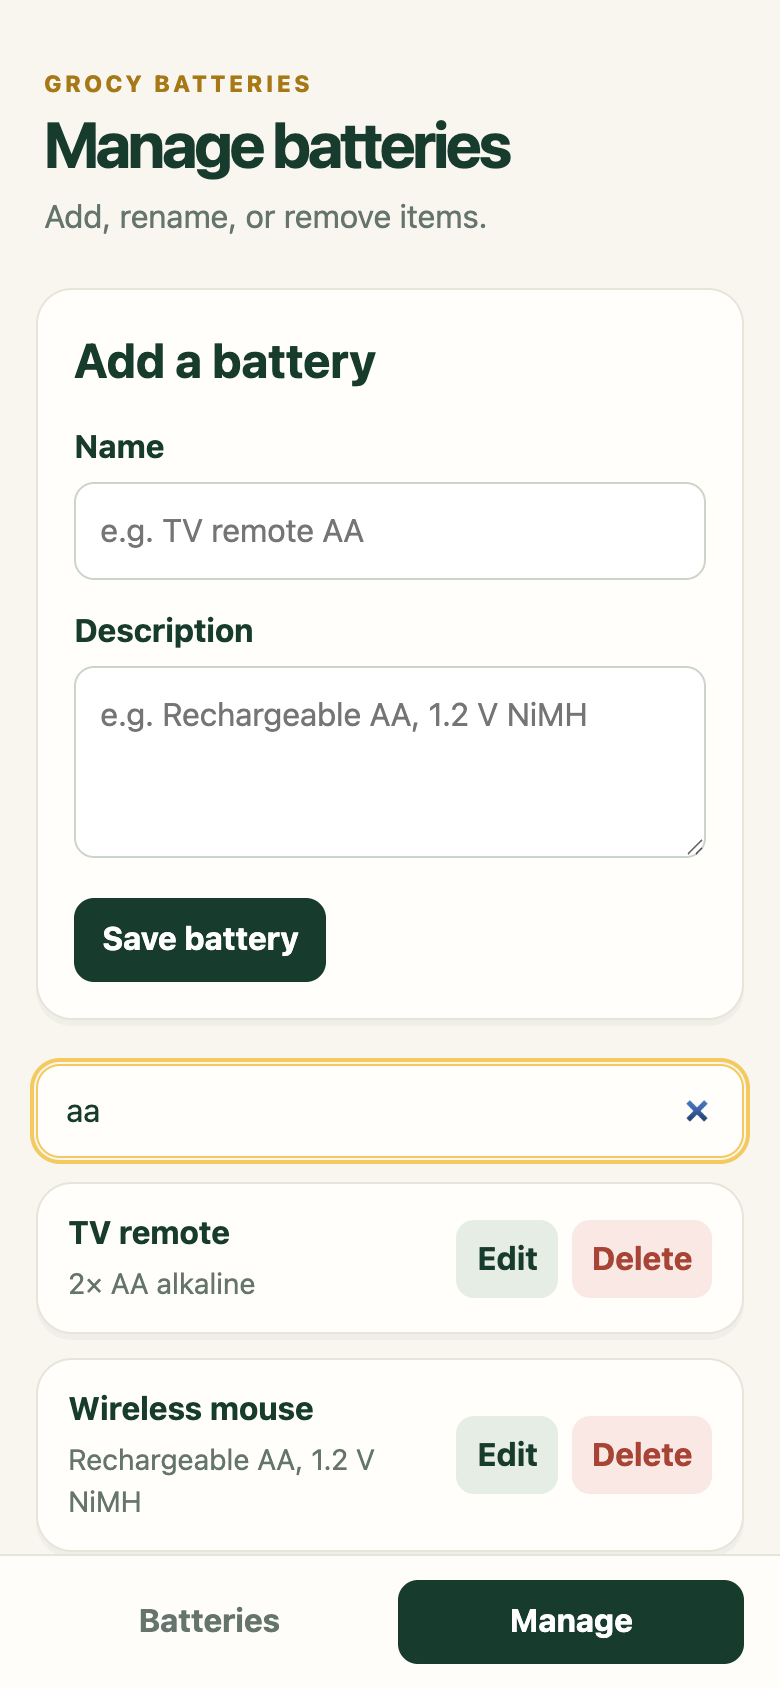 GROCY BATTERIES
Manage batteries
Add, rename, or remove items.
Add a battery
Name
e.g. TV remote AA
Description
e.g. Rechargeable AA, 1.2 V NiMH
Save battery
aa
TV remote
2× AA alkaline
Edit
Delete
Wireless mouse
Rechargeable AA, 1.2 V
NiMH
Edit
Delete
Batteries
Manage